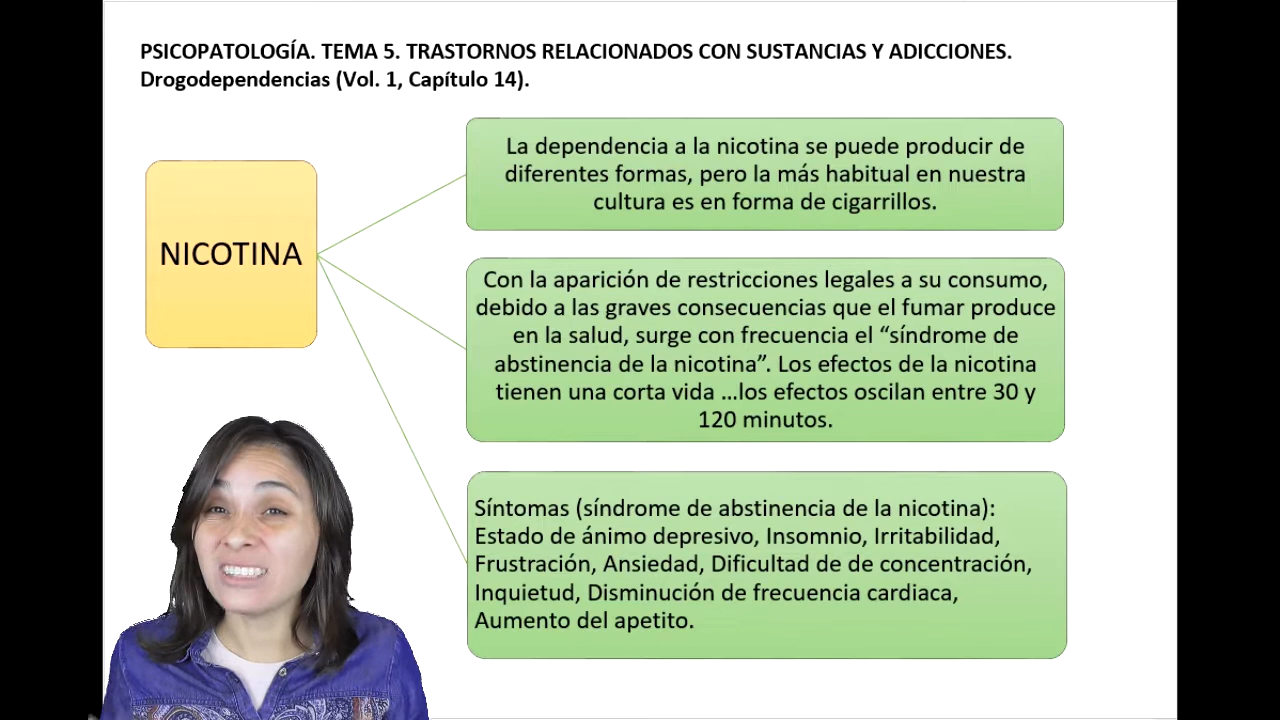 PSICOPATOLOGÍA. TEMA 5. TRASTORNOS RELACIONADOS CON SUSTANCIAS Y ADICCIONES.
Drogodependencias (Vol. 1, Capítulo 14).
NICOTINA
La dependencia a la nicotina se puede producir de
diferentes formas, pero la más habitual en nuestra
cultura es en forma de cigarrillos.
Con la aparición de restricciones legales a su consumo,
debido a las graves consecuencias que el fumar produce
en la salud, surge con frecuencia el “síndrome de
abstinencia de la nicotina”. Los efectos de la nicotina
tienen una corta vida …los efectos oscilan entre 30 y
120 minutos.
Síntomas (síndrome de abstinencia de la nicotina):
Estado de ánimo depresivo, Insomnio, Irritabilidad,
Frustración, Ansiedad, Dificultad de de concentración,
Inquietud, Disminución de frecuencia cardiaca,
Aumento del apetito.